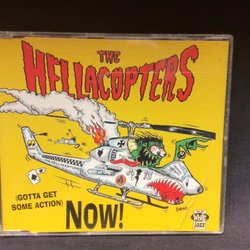 THE
HELLACOPTERS
(GOTTA GET
SOME ACTION)
NOW!